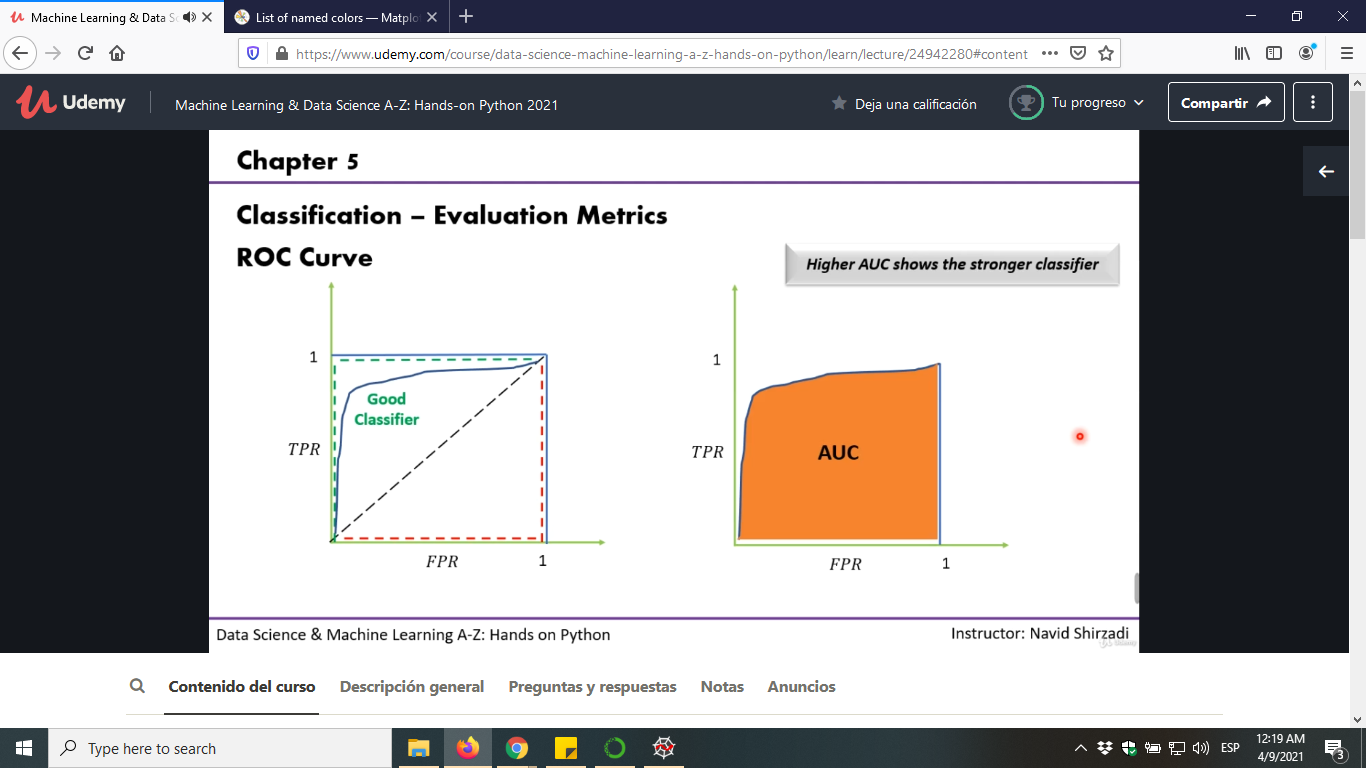 Machine Learning & Data Sc
List of named colors — Matplo
https://www.udemy.com/course/data-science-machine-learning-a-z-hands-on-python/learn/lecture/24942280#content
Udemy
Machine Learning & Data Science A-Z: Hands-on Python 2021
Deja una calificación
Tu progreso
Compartir
Chapter 5
Classification – Evaluation Metrics
ROC Curve
Higher AUC shows the stronger classifier
1
Good
Classifier
TPR
FPR
1
1
AUC
TPR
FPR
1
Data Science & Machine Learning A-Z: Hands on Python
Instructor: Navid Shirzadi
Udemy
Contenido del curso
Descripción general
Preguntas y respuestas
Notas
Anuncios
Type here to search
ESP
12:19 AM
4/9/2021
3